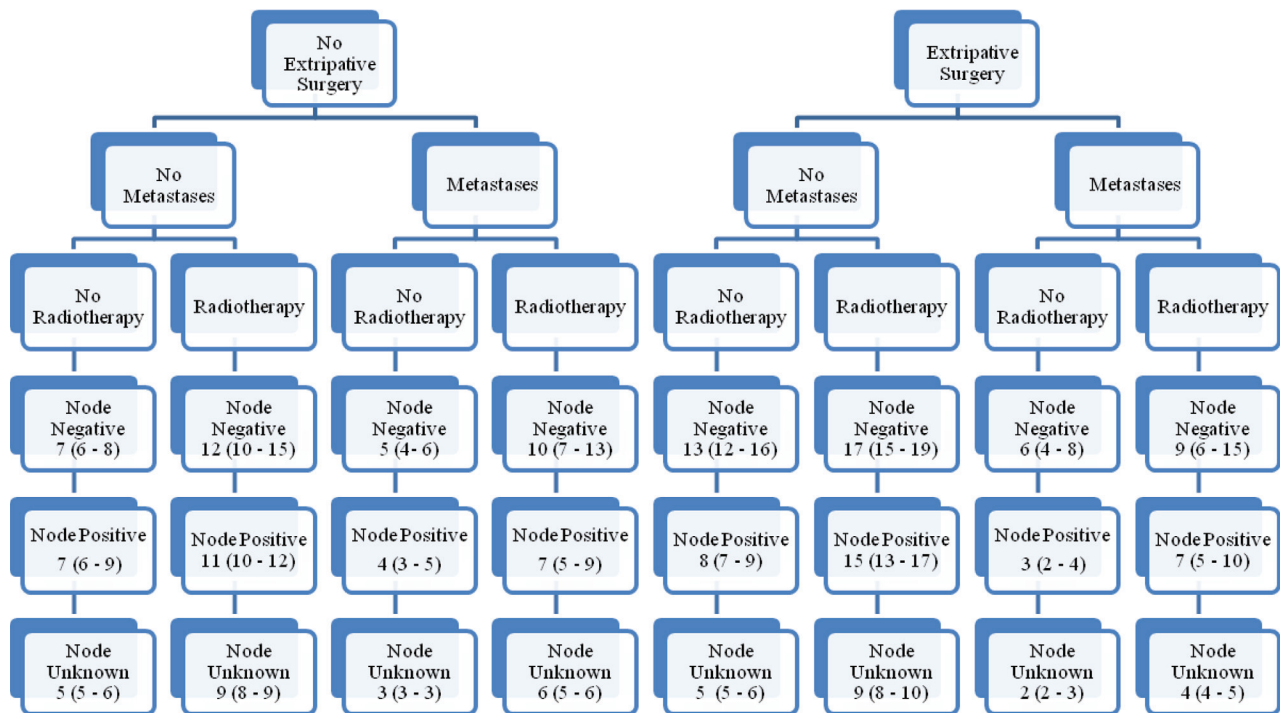 No
Extripative
Surgery
Extripative
Surgery
No
Metastases
Metastases
No
Metastases
Metastases
No
Radiotherapy
Radiotherapy
No
Radiotherapy
Radiotherapy
No
Radiotherapy
Radiotherapy
No
Radiotherapy
Radiotherapy
Node
Negative
7 (6 - 8)
Node
Negative
12 (10 - 15)
Node
Negative
5 (4- 6)
Node
Negative
10 (7 - 13)
Node
Negative
13 (12 - 16)
Node
Negative
17 (15 - 19)
Node
Negative
6 (4 - 8)
Node
Negative
9 (6 - 15)
Node Positive
7 (6 - 9)
Node Positive
11 (10 - 12)
Node Positive
4 (3 - 5)
Node Positive
7 (5 - 9)
Node Positive
8 (7 - 9)
Node Positive
15 (13 - 17)
Node Positive
3 (2 - 4)
Node Positive
7 (5 - 10)
Node
Unknown
5 (5 - 6)
Node
Unknown
9 (8 - 9)
Node
Unknown
3 (3 - 3)
Node
Unknown
6 (5 - 6)
Node
Unknown
5 (5 - 6)
Node
Unknown
9 (8 - 10)
Node
Unknown
2 (2 - 3)
Node
Unknown
4 (4 - 5)